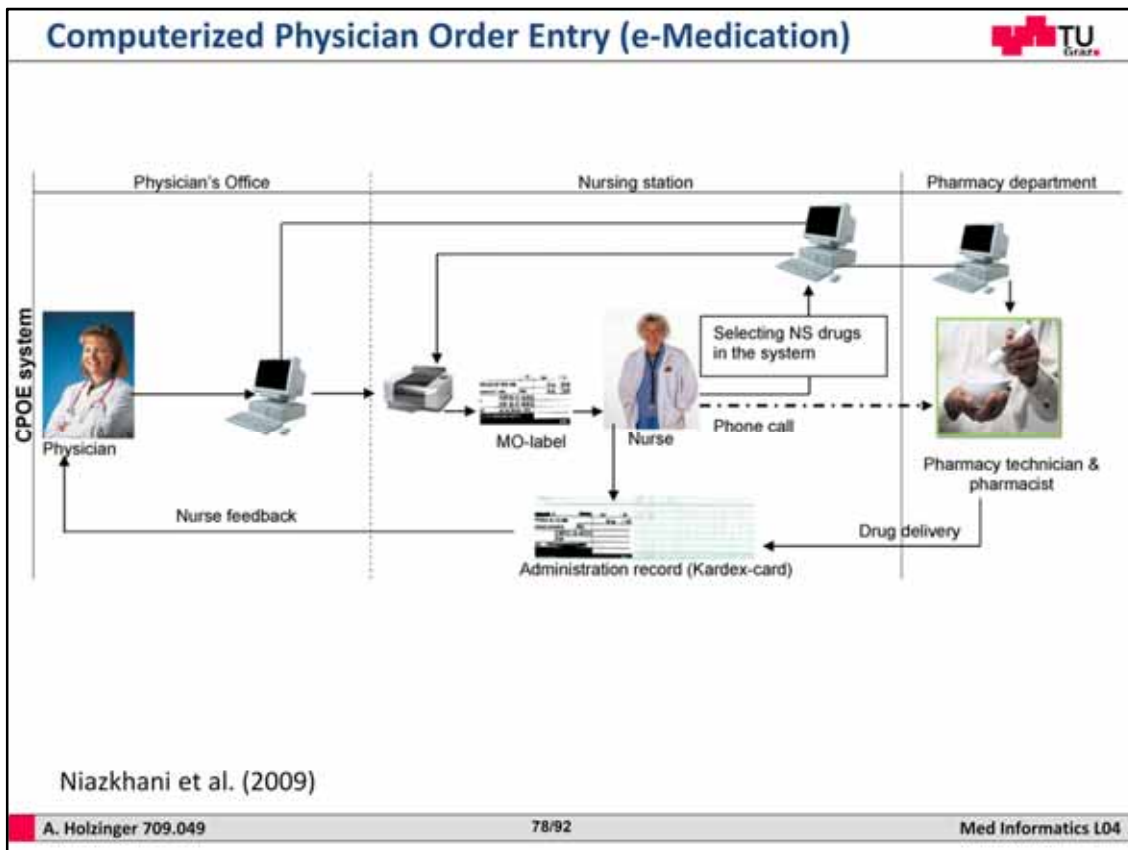 Computerized Physician Order Entry (e-Medication)
TU
Graz
Physician's Office
Nursing station
Pharmacy department
CPOE system
Selecting NS drugs
in the system
MO-label
Nurse
Phone call
Physician
Pharmacy technician &
pharmacist
Nurse feedback
Drug delivery
Administration record (Kardex-card)
Niazkhani et al. (2009)
A. Holzinger 709.049
78/92
Med Informatics L04